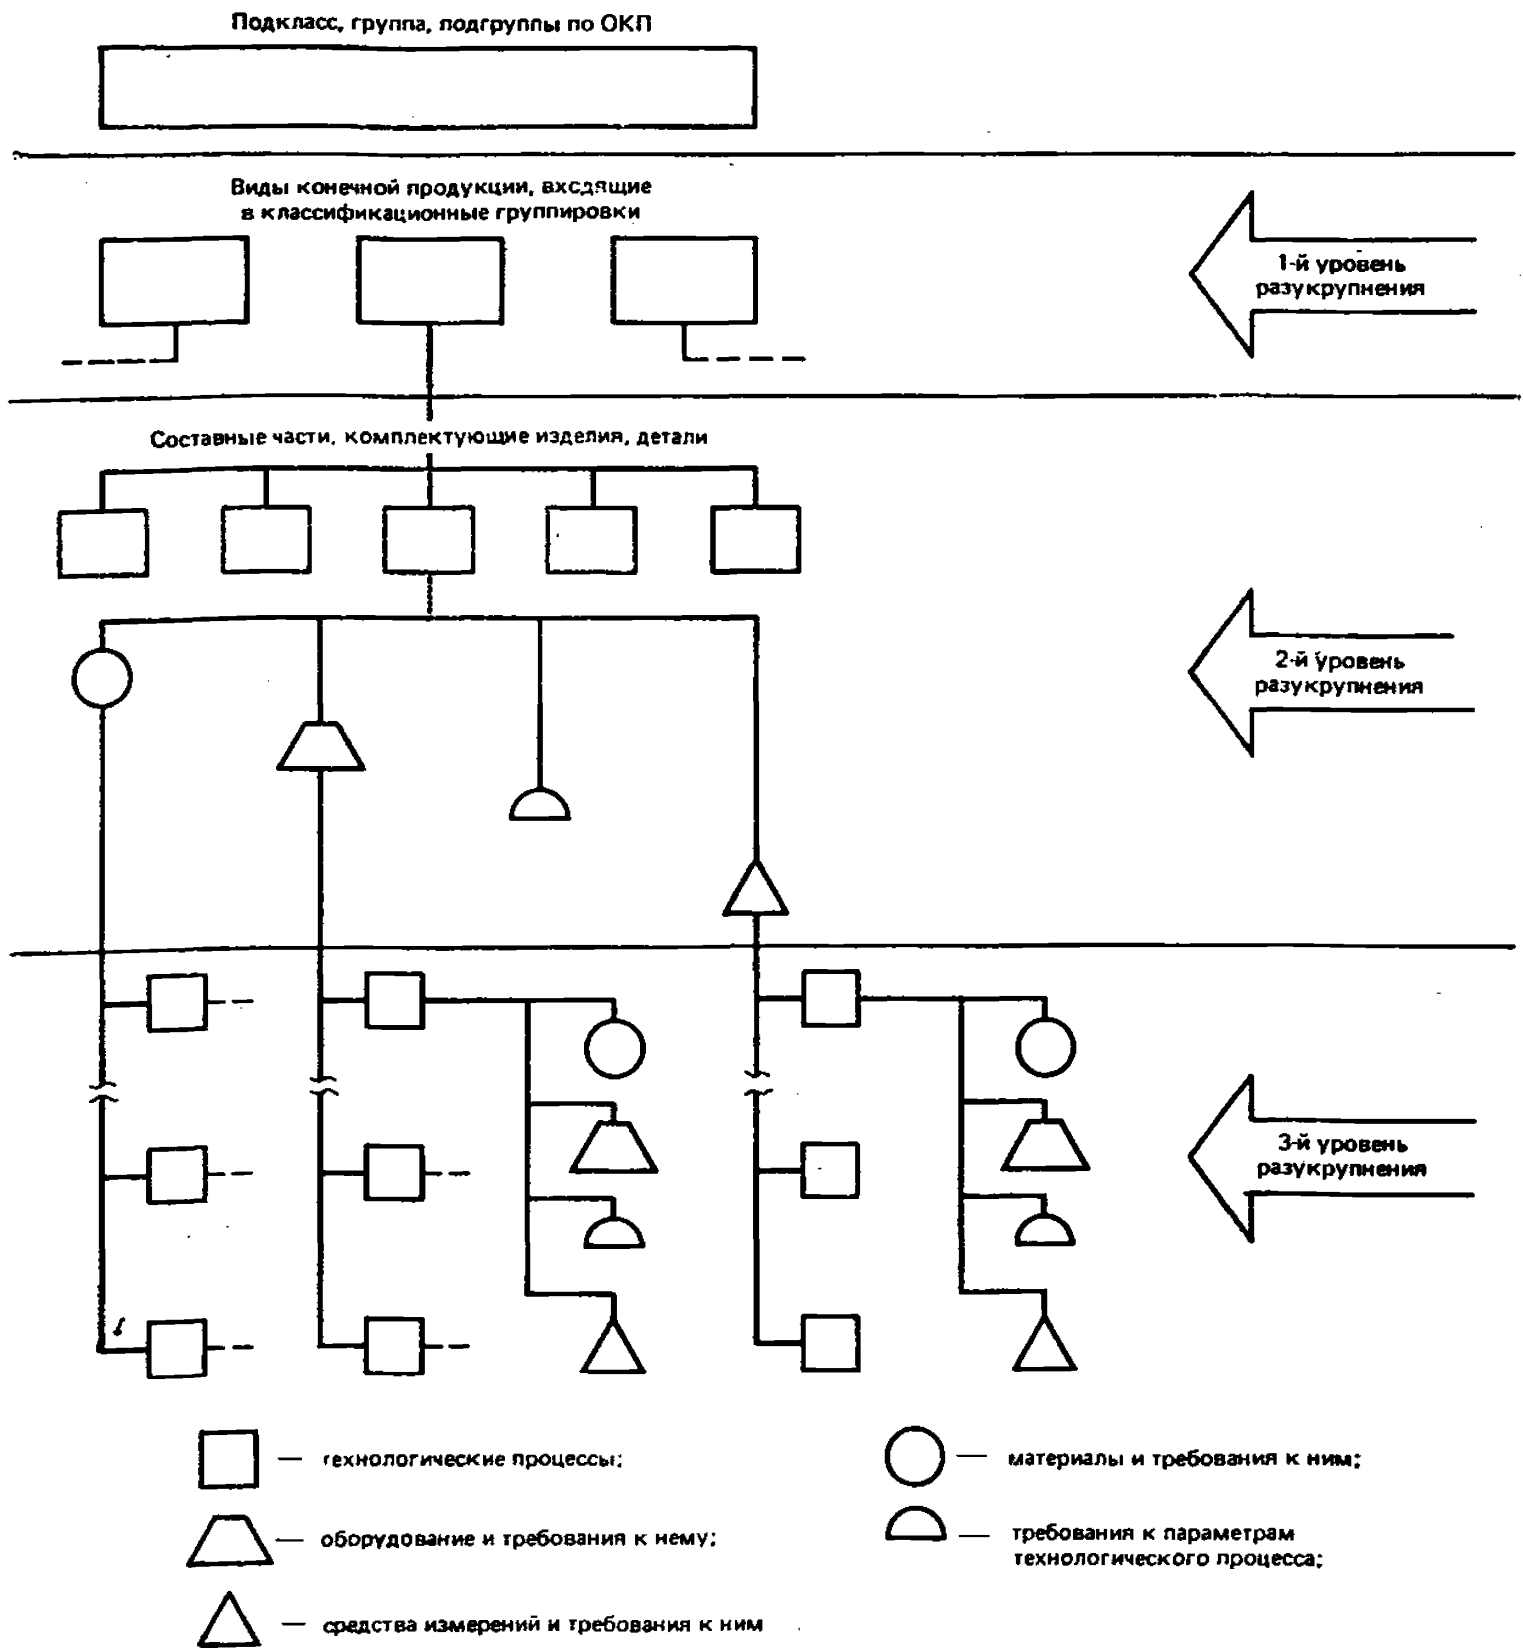 Подкласс, группа, подгруппы по ОКП
Виды конечной продукции, входящие
в классификационные группировки
1-й уровень
разукрупнения
Составные части, комплектующие изделия, детали
2-й уровень
разукрупнения
3-й уровень
разукрупнения
— технологические процессы;
— материалы и требования к ним;
— оборудование и требования к нему;
— требования к параметрам
технологического процесса;
— средства измерений и требования к ним